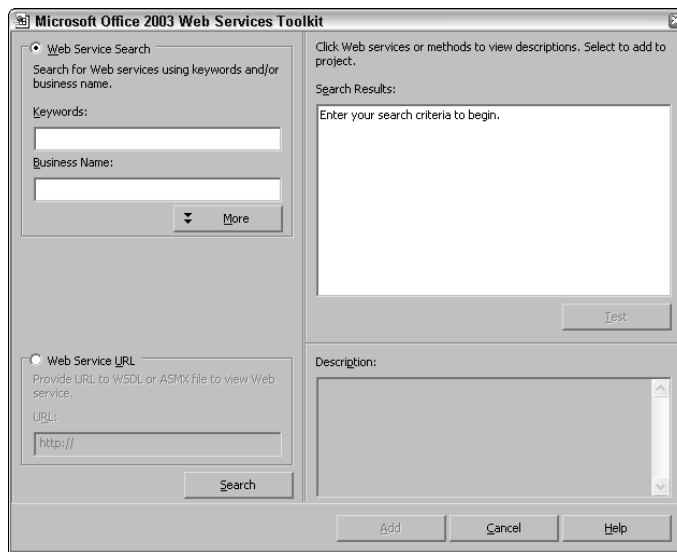 Microsoft Office 2003 Web Services Toolkit
Web Service Search
Search for Web services using keywords and/or
business name.
Keywords:
Business Name:
More
Web Service URL
Provide URL to WSDL or ASMX file to view Web
service.
URL:
http://
Search
Click Web services or methods to view descriptions. Select to add to
project.
Search Results:
Enter your search criteria to begin.
Test
Description:
Add
Cancel
Help